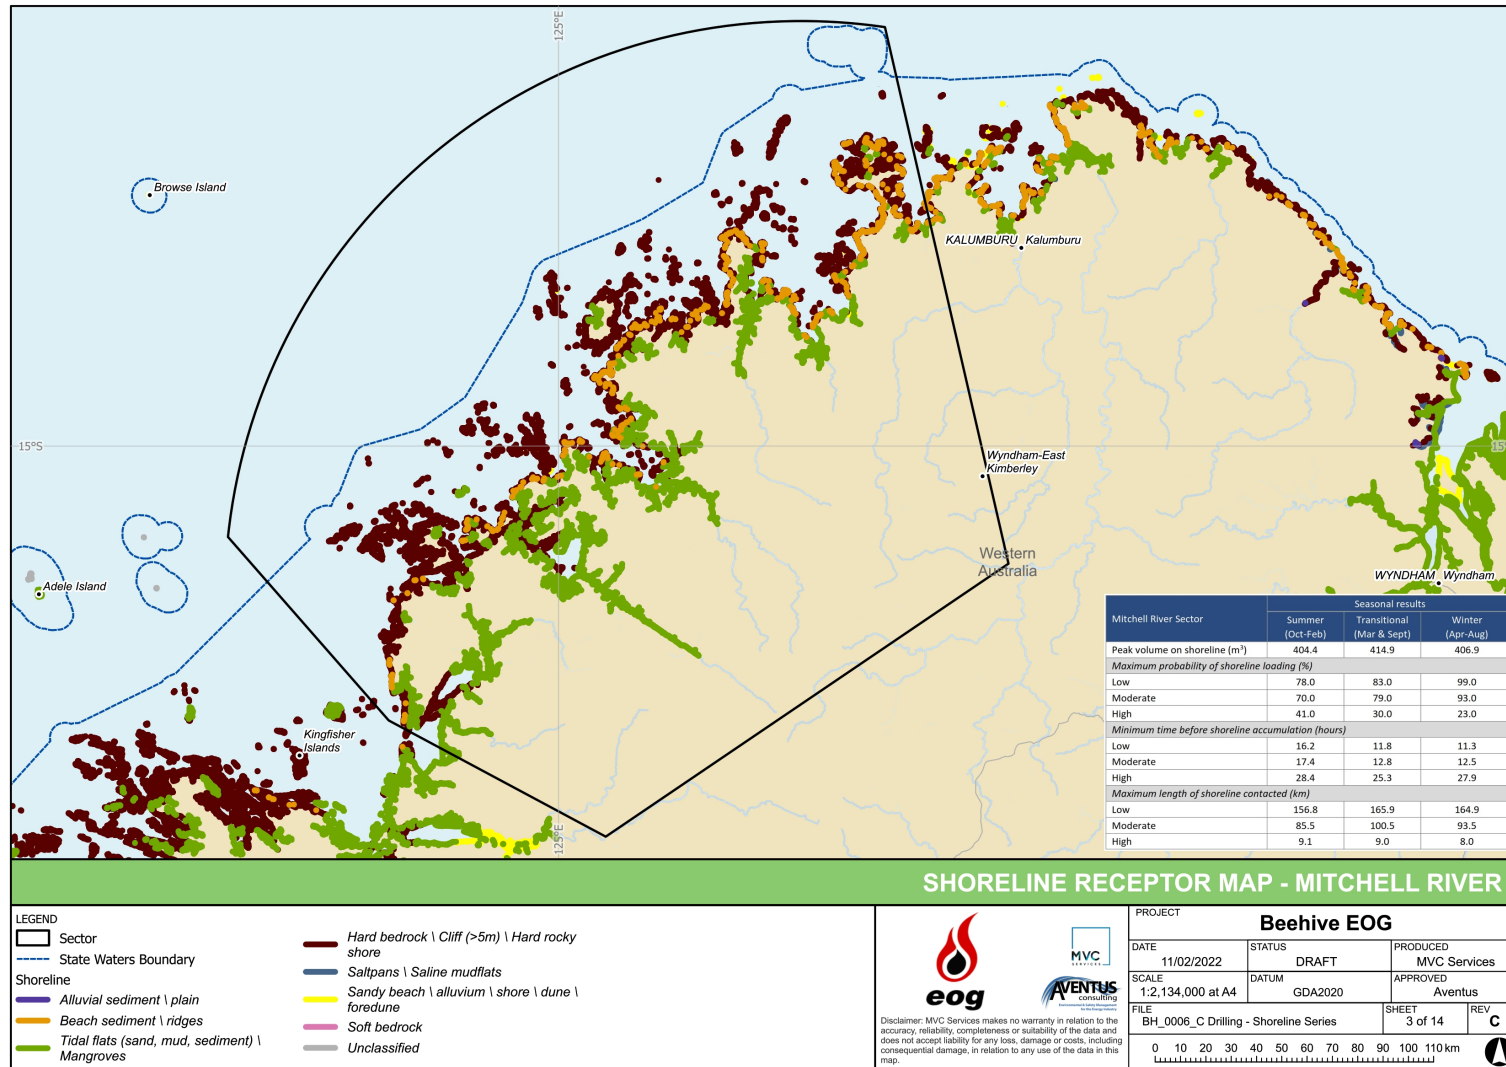 125°E
Browse Island
KALUMBURU Kalumburu
15°S
15°
Wyndham-East
Kimberley
Western
Australia
Adele Island
WYNDHAM Wyndham
Kingfisher
Islands
125°E
Mitchell River Sector
Seasonal results
Summer (Oct-Feb) Transitional (Mar & Sept) Winter (Apr-Aug)
Peak volume on shoreline (m³) 404.4 414.9 406.9
Maximum probability of shoreline loading (%)
Low 78.0 83.0 99.0
Moderate 70.0 79.0 93.0
High 41.0 30.0 23.0
Minimum time before shoreline accumulation (hours)
Low 16.2 11.8 11.3
Moderate 17.4 12.8 12.5
High 28.4 25.3 27.9
Maximum length of shoreline contacted (km)
Low 156.8 165.9 164.9
Moderate 85.5 100.5 93.5
High 9.1 9.0 8.0
SHORELINE RECEPTOR MAP - MITCHELL RIVER
LEGEND
Sector
State Waters Boundary
Shoreline
Alluvial sediment \ plain
Beach sediment \ ridges
Tidal flats (sand, mud, sediment) \
Mangroves
Hard bedrock \ Cliff (>5m) \ Hard rocky
shore
Saltpans \ Saline mudflats
Sandy beach \ alluvium \ shore \ dune \
foredune
Soft bedrock
Unclassified
eog
MVC
SERVICES
AVENTUS
consulting
Environmental & Safety Management
for the Energy Industry
Disclaimer: MVC Services makes no warranty in relation to the
accuracy, reliability, completeness or suitability of the data and
does not accept liability for any loss, damage or costs, including
consequential damage, in relation to any use of the data in this
map.
PROJECT
Beehive EOG
DATE STATUS PRODUCED
11/02/2022 DRAFT MVC Services
SCALE DATUM APPROVED
1:2,134,000 at A4 GDA2020 Aventus
FILE SHEET REV
BH_0006_C Drilling - Shoreline Series 3 of 14 C
0 10 20 30 40 50 60 70 80 90 100 110 km